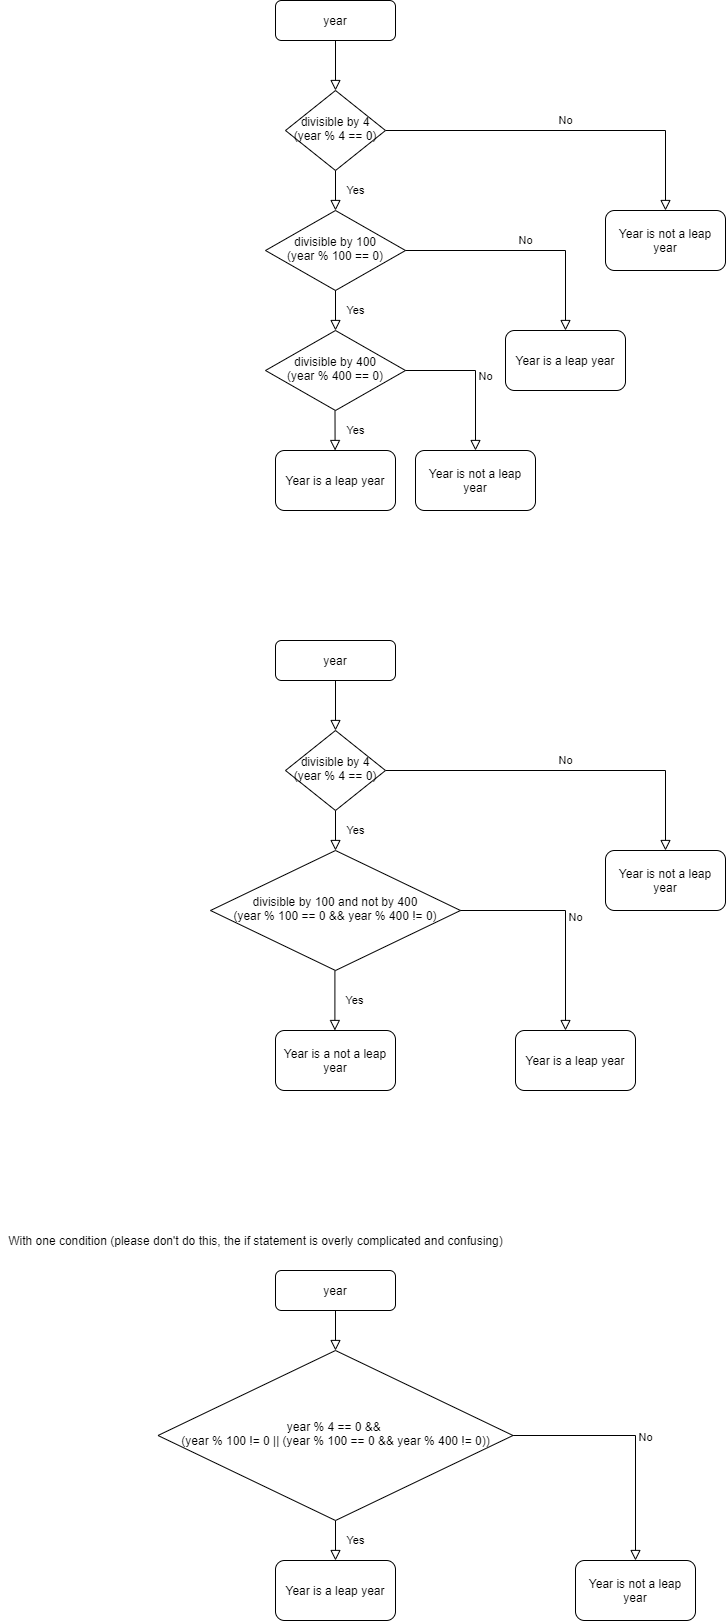 year
divisible by 4
(year % 4 == 0)
No
Yes
Year is not a leap
year
divisible by 100
(year % 100 == 0)
No
Yes
Year is a leap year
divisible by 400
(year % 400 == 0)
No
Yes
Year is a leap year
Year is not a leap
year
year
divisible by 4
(year % 4 == 0)
No
Yes
Year is not a leap
year
divisible by 100 and not by 400
(year % 100 == 0 && year % 400 != 0)
No
Yes
Year is a not a leap
year
Year is a leap year
With one condition (please don't do this, the if statement is overly complicated and confusing)
year
year % 4 == 0 &&
(year % 100 != 0 || (year % 100 == 0 && year % 400 != 0))
No
Yes
Year is a leap year
Year is not a leap
year